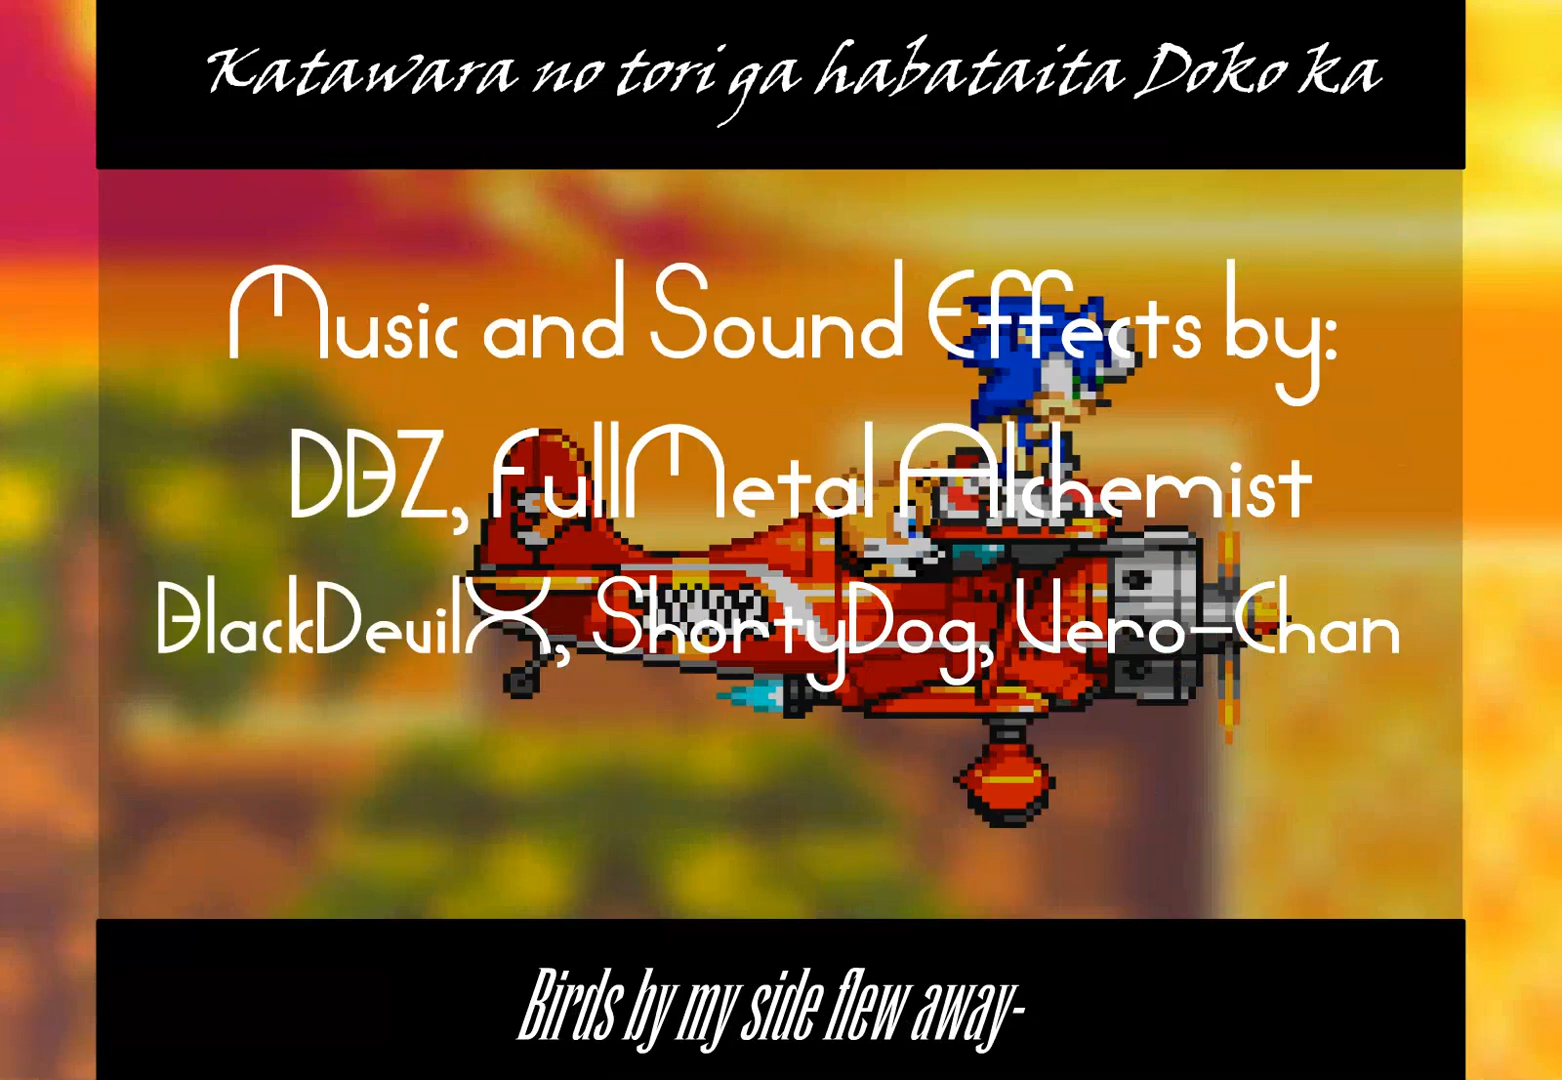 Katawara no tori ga habataita Doko ka
Music and Sound Effects by:
DBZ, FullMetal Alchemist
BlackDevilX, ShortyDog, Vero-Chan
Birds by my side flew away-